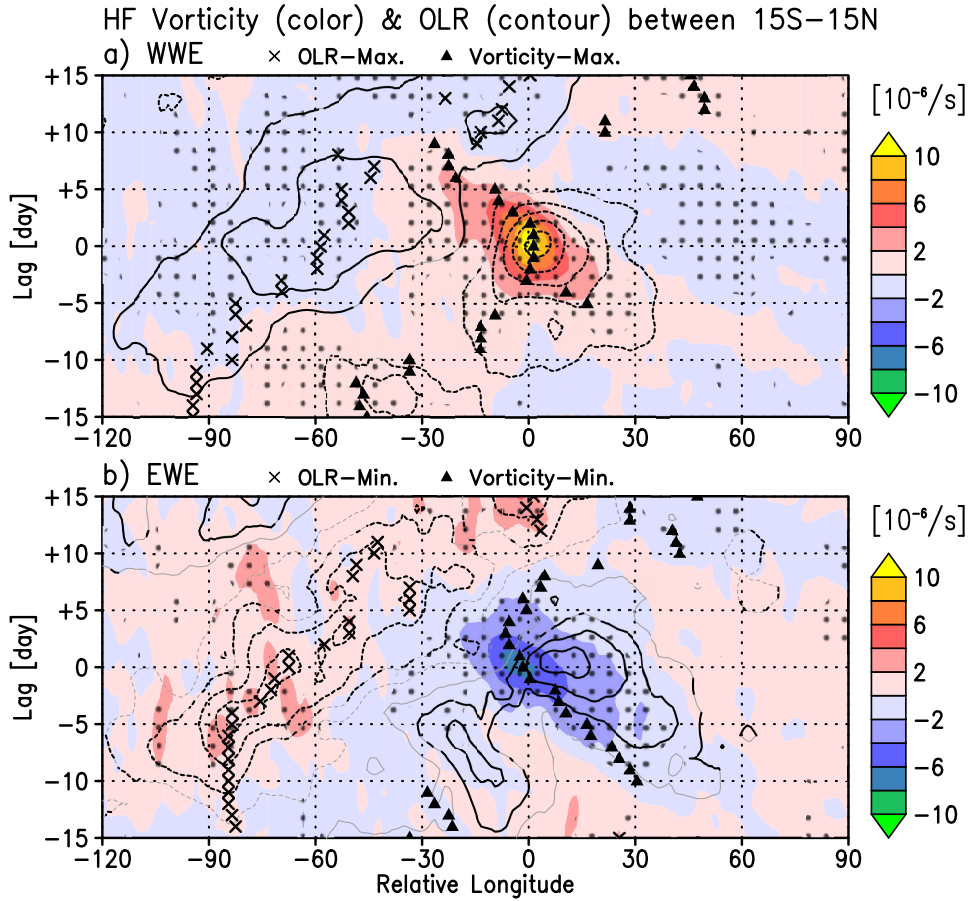 HF Vorticity (color) & OLR (contour) between 15S−15N
a) WWE × OLR−Max. ▲ Vorticity−Max.
[10⁻⁶/s]
+15
+10
+5
0
−5
−10
−15
Lag [day]
−120 −90 −60 −30 0 30 60 90
10
6
2
−2
−6
−10
b) EWE × OLR−Min. ▲ Vorticity−Min.
[10⁻⁶/s]
+15
+10
+5
0
−5
−10
−15
Lag [day]
−120 −90 −60 −30 0 30 60 90
Relative Longitude
10
6
2
−2
−6
−10